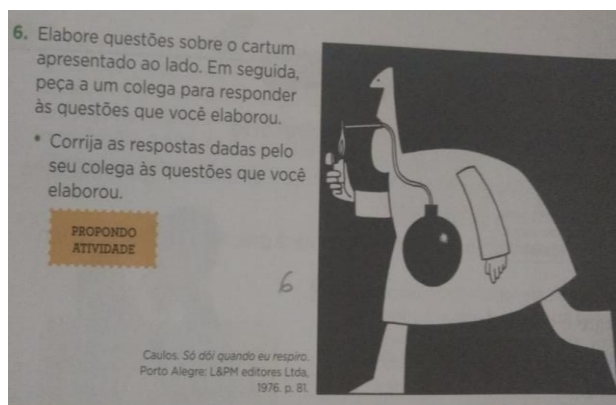 6. Elabore questões sobre o cartum
apresentado ao lado. Em seguida,
peça a um colega para responder
às questões que você elaborou.
• Corrija as respostas dadas pelo
seu colega às questões que você
elaborou.
PROPONDO
ATIVIDADE
6
Caulos. Só dói quando eu respiro.
Porto Alegre: L&PM editores Ltda,
1976. p. 81.